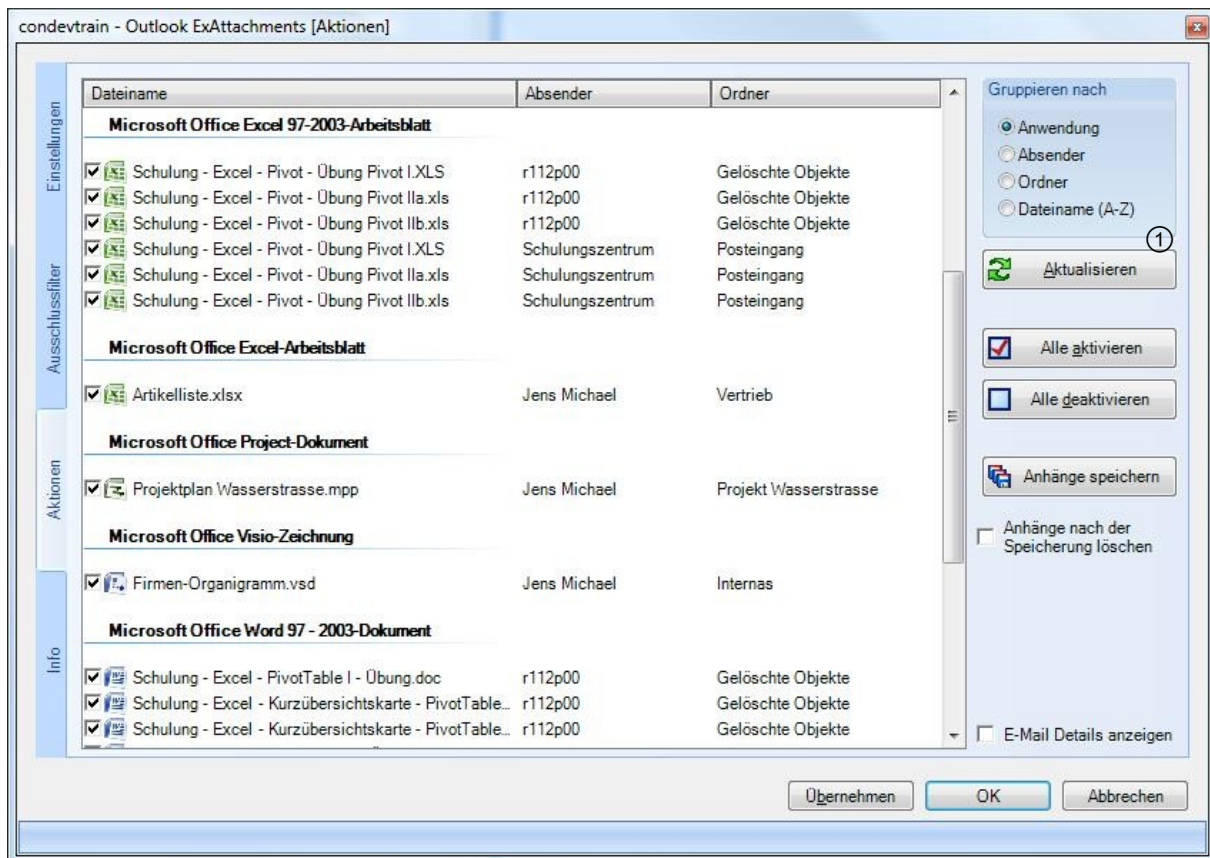 condevtrain - Outlook ExAttachments [Aktionen]
Einstellungen
Ausschlussfilter
Aktionen
Info
Dateiname Absender Ordner
Microsoft Office Excel 97-2003-Arbeitsblatt
Schulung - Excel - Pivot - Übung Pivot I.XLS r112p00 Gelöschte Objekte
Schulung - Excel - Pivot - Übung Pivot IIa.xls r112p00 Gelöschte Objekte
Schulung - Excel - Pivot - Übung Pivot IIb.xls r112p00 Gelöschte Objekte
Schulung - Excel - Pivot - Übung Pivot I.XLS Schulungszentrum Posteingang
Schulung - Excel - Pivot - Übung Pivot IIa.xls Schulungszentrum Posteingang
Schulung - Excel - Pivot - Übung Pivot IIb.xls Schulungszentrum Posteingang
Microsoft Office Excel-Arbeitsblatt
Artikelliste.xlsx Jens Michael Vertrieb
Microsoft Office Project-Dokument
Projektplan Wasserstrasse.mpp Jens Michael Projekt Wasserstrasse
Microsoft Office Visio-Zeichnung
Firmen-Organigramm.vsd Jens Michael Internas
Microsoft Office Word 97 - 2003-Dokument
Schulung - Excel - PivotTable I - Übung.doc r112p00 Gelöschte Objekte
Schulung - Excel - Kurzübersichtskarte - PivotTable... r112p00 Gelöschte Objekte
Schulung - Excel - Kurzübersichtskarte - PivotTable... r112p00 Gelöschte Objekte
Gruppieren nach
Anwendung
Absender
Ordner
Dateiname (A-Z)
①
Aktualisieren
Alle aktivieren
Alle deaktivieren
Anhänge speichern
Anhänge nach der
Speicherung löschen
E-Mail Details anzeigen
Übernehmen OK Abbrechen